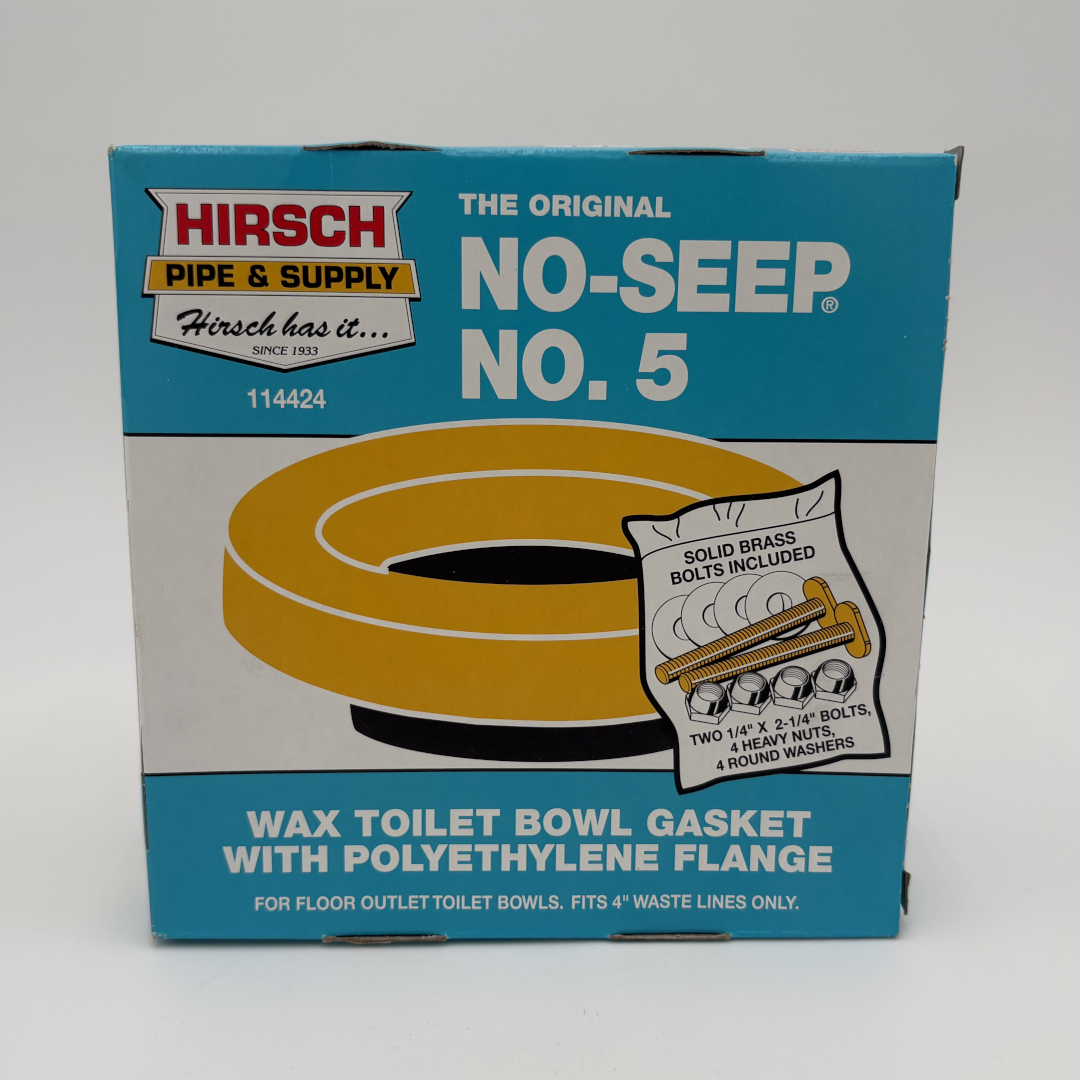 HIRSCH
PIPE & SUPPLY
Hirsch has it...
SINCE 1933
114424
THE ORIGINAL
NO-SEEP®
NO. 5
SOLID BRASS
BOLTS INCLUDED
TWO 1/4" X 2-1/4" BOLTS,
4 HEAVY NUTS,
4 ROUND WASHERS
WAX TOILET BOWL GASKET
WITH POLYETHYLENE FLANGE
FOR FLOOR OUTLET TOILET BOWLS. FITS 4" WASTE LINES ONLY.